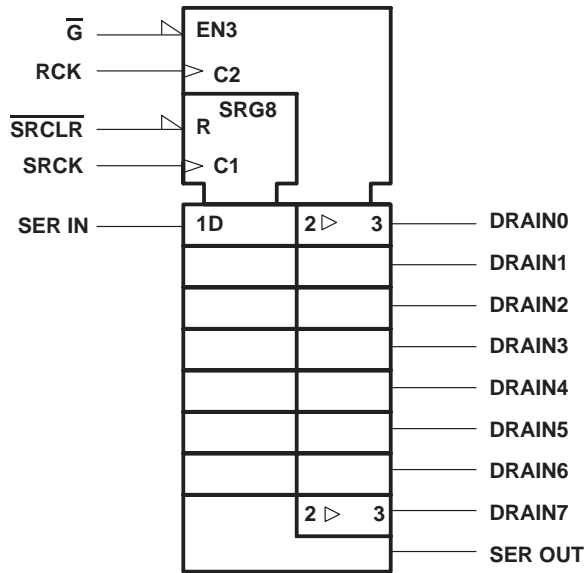 G̅ EN3
RCK C2
SRG8
S̅R̅C̅L̅R̅ R
SRCK C1
SER IN 1D 2 3 DRAIN0
DRAIN1
DRAIN2
DRAIN3
DRAIN4
DRAIN5
DRAIN6
2 3 DRAIN7
SER OUT